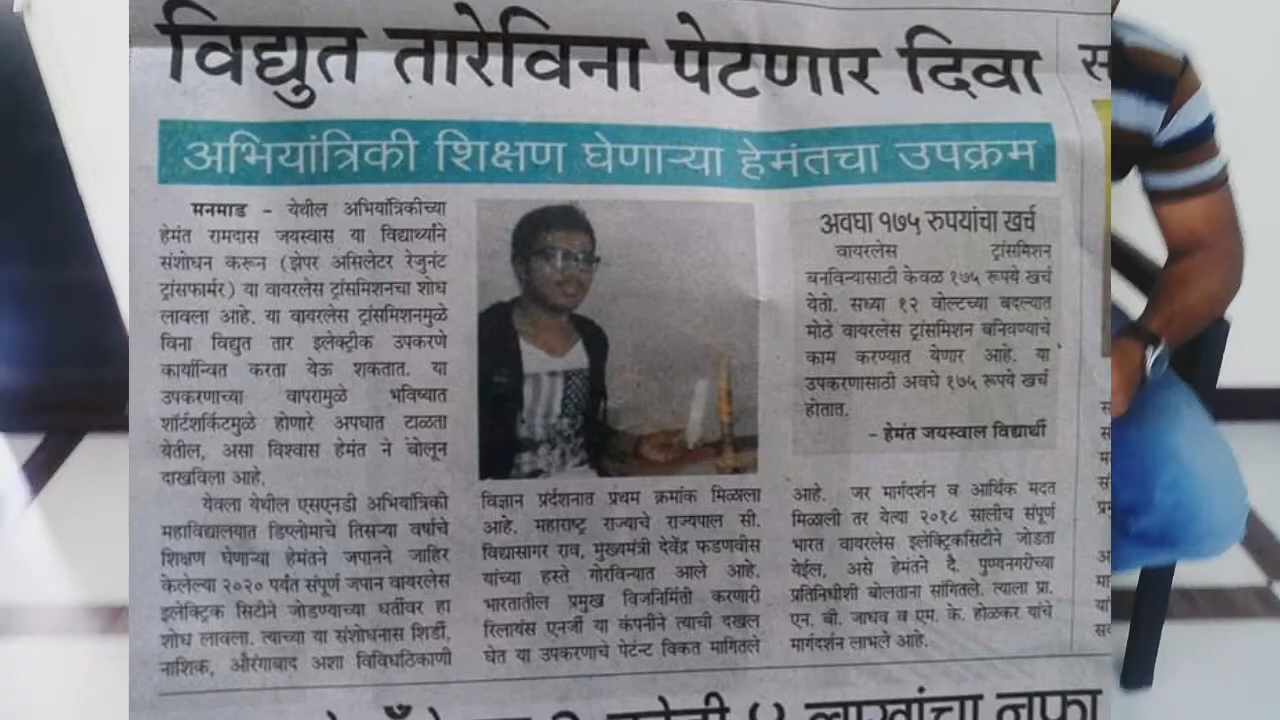 विद्युत तारेविना पेटणार दिवा
अभियांत्रिकी शिक्षण घेणाऱ्या हेमंतचा उपक्रम
मनमाड - येथील अभियांत्रिकीच्या
हेमंत रामदास जयस्वास या विद्यार्थ्याने
संशोधन करून (झेपर असिलेटर रेजुनंट
ट्रांसफार्मर) या वायरलेस ट्रांसमिशनचा शोध
लावला आहे. या वायरलेस ट्रांसमिशनमुळे
विना विद्युत तार इलेक्ट्रीक उपकरणे
कार्यान्वित करता येऊ शकतात. या
उपकरणाच्या वापरामुळे भविष्यात
शॉर्टशर्किटमुळे होणारे अपघात टाळता
येतील, असा विश्वास हेमंत ने बोलून
दाखविला आहे.
येवला येथील एसएनडी अभियांत्रिकी
महाविद्यालयात डिप्लोमाचे तिसऱ्या वर्षाचे
शिक्षण घेणाऱ्या हेमंतने जपानने जाहिर
केलेल्या २०२० पर्यंत संपूर्ण जपान वायरलेस
इलेक्ट्रिक सिटीने जोडण्याच्या धर्तीवर हा
शोध लावला. त्याच्या या संशोधनास शिर्डी,
नाशिक, औरंगाबाद अशा विविधठिकाणी
विज्ञान प्रर्दशनात प्रथम क्रमांक मिळाला
आहे. महाराष्ट्र राज्याचे राज्यपाल सी.
विद्यासागर राव, मुख्यमंत्री देवेंद्र फडणवीस
यांच्या हस्ते गोरविन्यात आले आहे.
भारतातील प्रमुख विजनिर्मिती करणारी
रिलायंस एनर्जी या कंपनीने त्याची दखल
घेत या उपकरणाचे पेटंन्ट विकत मागितले
अवघा १७५ रुपयांचा खर्च
वायरलेस ट्रांसमिशन
बनविन्यासाठी केवळ १७५ रूपये खर्च
येतो. सध्या १२ वोल्टच्या बदल्यात
मोठे वायरलेस ट्रांसमिशन बनिवण्याचे
काम करण्यात येणार आहे. या
उपकरणासाठी अवघे १७५ रूपये खर्च
होतात.
- हेमंत जयस्वाल विद्यार्थी
आहे. जर मार्गदर्शन व आर्थिक मदत
मिळाली तर येत्या २०१८ सालीच संपूर्ण
भारत वायरलेस इलेक्ट्रिकसिटीने जोडता
येईल, असे हेमंतने दै. पुण्यनगरीच्या
प्रतिनिधीशी बोलताना सांगितले. त्याला प्रा.
एन. बी. जाधव व एम. के. होळकर यांचे
मार्गदर्शन लाभले आहे.